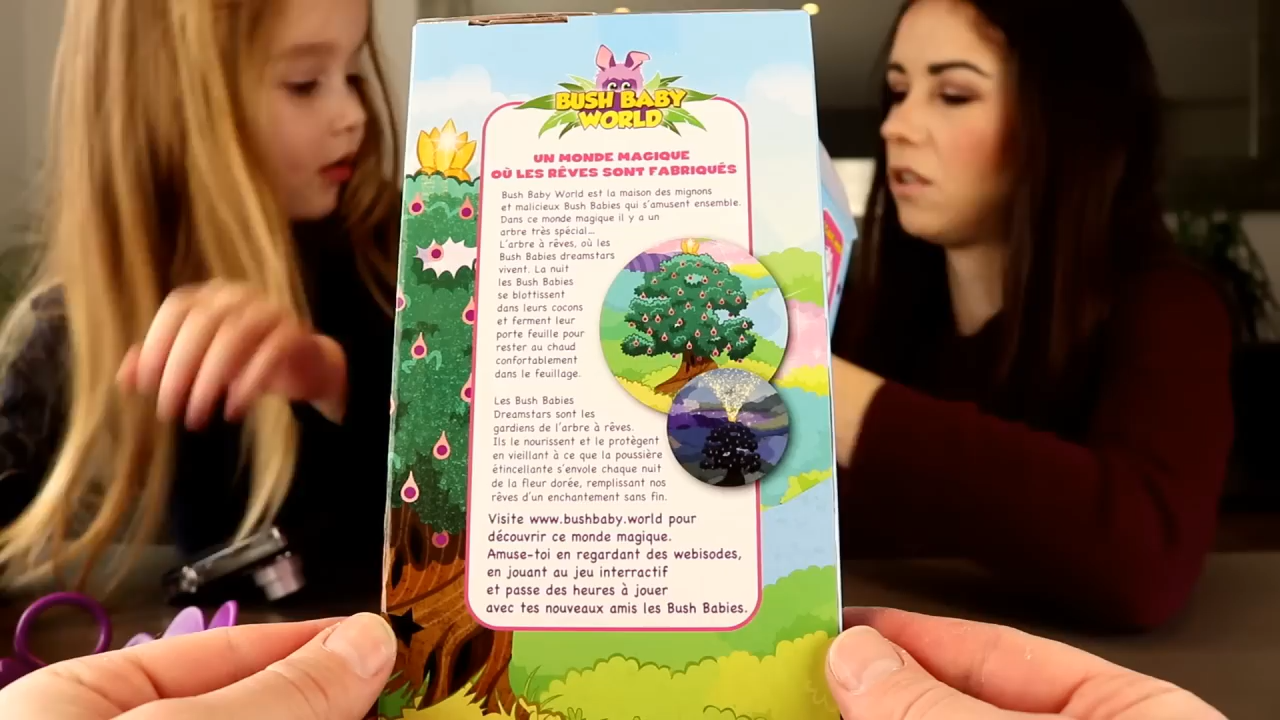 BUSH BABY
WORLD
UN MONDE MAGIQUE
OÙ LES RÊVES SONT FABRIQUÉS
Bush Baby World est la maison des mignons
et malicieux Bush Babies qui s'amusent ensemble.
Dans ce monde magique il y a un
arbre très spécial...
L'arbre à rêves, où les
Bush Babies dreamstars
vivent. La nuit
les Bush Babies
se blottissent
dans leurs cocons
et ferment leur
porte feuille pour
rester au chaud
confortablement
dans le feuillage.
Les Bush Babies
Dreamstars sont les
gardiens de l'arbre à rêves.
Ils le nourissent et le protègent
en vieillant à ce que la poussière
étincellante s'envole chaque nuit
de la fleur dorée, remplissant nos
rêves d'un enchantement sans fin.
Visite www.bushbaby.world pour
découvrir ce monde magique.
Amuse-toi en regardant des webisodes,
en jouant au jeu interractif
et passe des heures à jouer
avec tes nouveaux amis les Bush Babies.